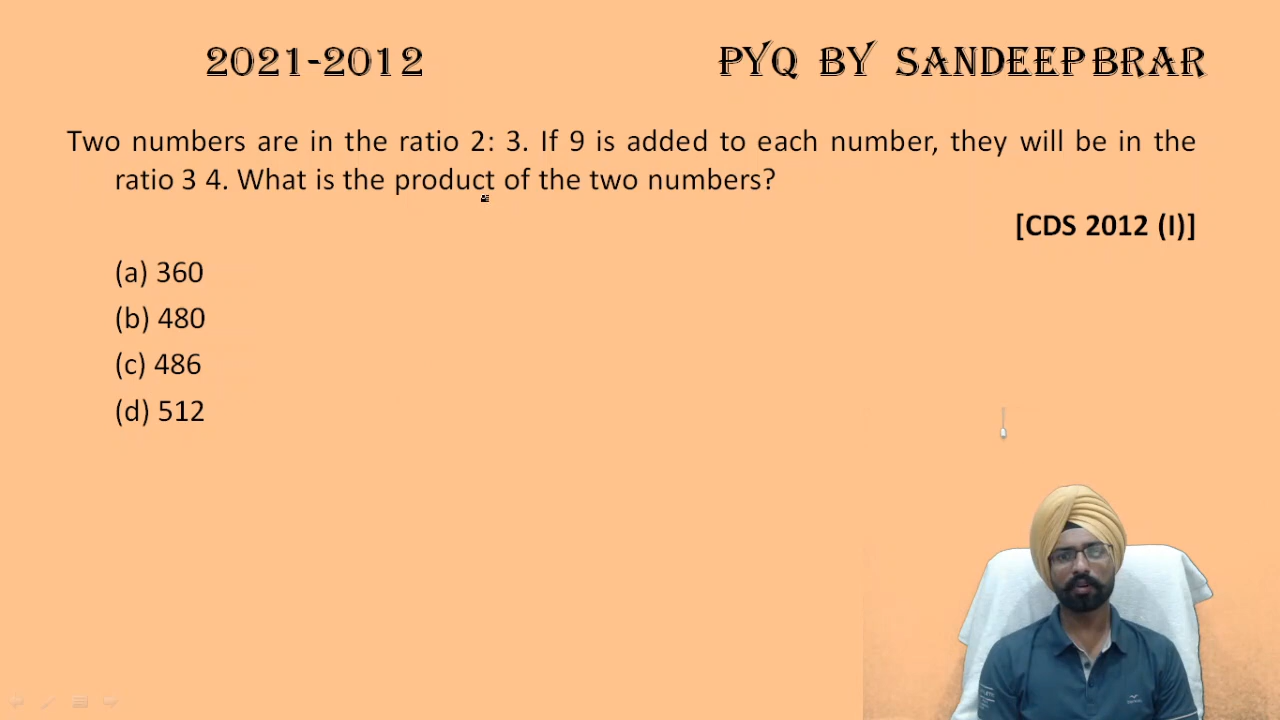 2021-2012 PYQ BY SANDEEPBRAR
Two numbers are in the ratio 2: 3. If 9 is added to each number, they will be in the
ratio 3 4. What is the product of the two numbers?
[CDS 2012 (I)]
(a) 360
(b) 480
(c) 486
(d) 512